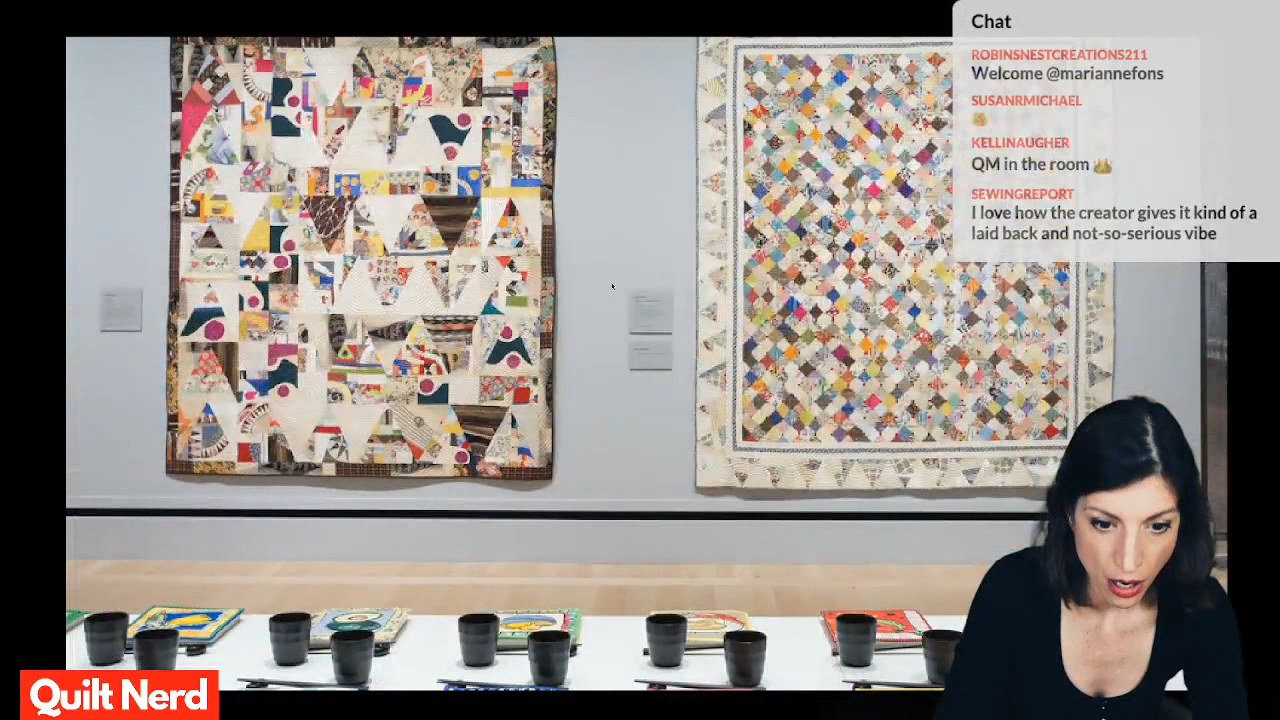 Chat
ROBINSNESTCREATIONS211
Welcome @mariannefons
SUSANRMICHAEL
KELLINAUGHER
QM in the room
SEWINGREPORT
I love how the creator gives it kind of a
laid back and not-so-serious vibe
Quilt Nerd